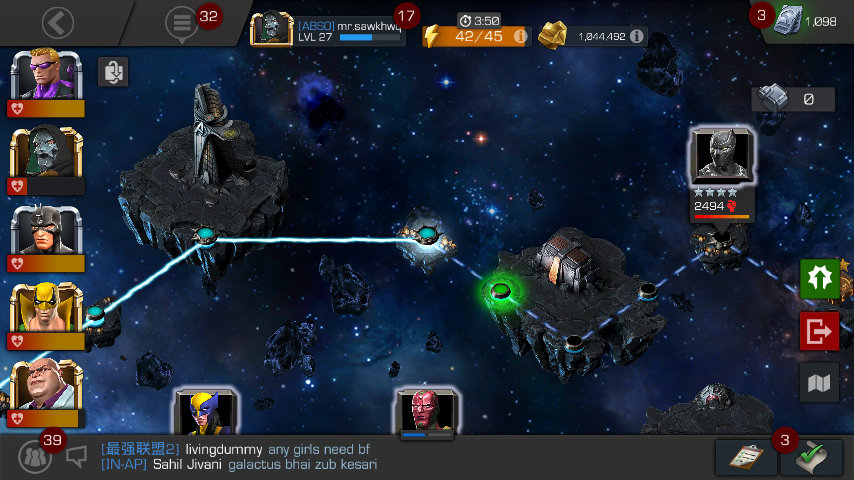 32
[ABSO] mr.sawkhwq
17
LVL 27
3:50
42/45
1,044,492
3
1,098
0
2494
39
[最强联盟2] livingdummy any girls need bf
[IN-AP] Sahil Jivani galactus bhai zub kesari
3